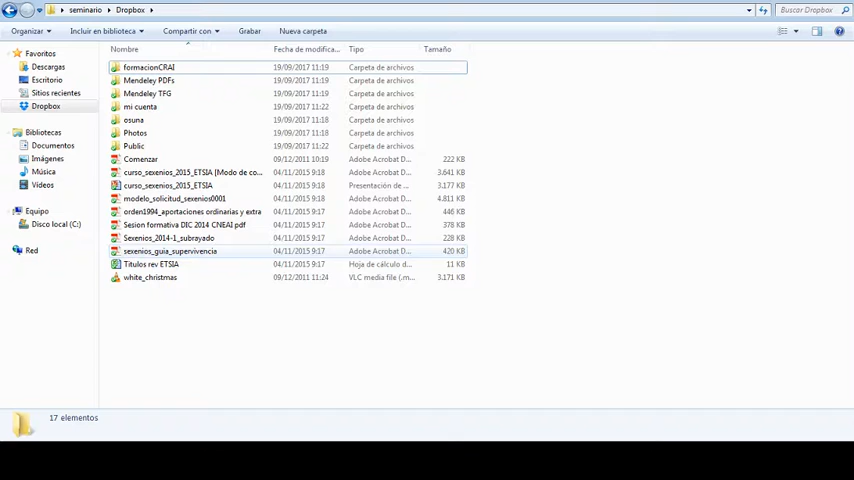 seminario Dropbox Buscar Dropbox
Organizar Incluir en biblioteca Compartir con Grabar Nueva carpeta
Nombre Fecha de modifica... Tipo Tamaño
Favoritos
Descargas
Escritorio
Sitios recientes
Dropbox
Bibliotecas
Documentos
Imágenes
Música
Vídeos
Equipo
Disco local (C:)
Red
formacionCRAI 19/09/2017 11:19 Carpeta de archivos
Mendeley PDFs 19/09/2017 11:19 Carpeta de archivos
Mendeley TFG 19/09/2017 11:19 Carpeta de archivos
mi cuenta 19/09/2017 11:22 Carpeta de archivos
osuna 19/09/2017 11:18 Carpeta de archivos
Photos 19/09/2017 11:18 Carpeta de archivos
Public 19/09/2017 11:22 Carpeta de archivos
Comenzar 09/12/2011 10:19 Adobe Acrobat D... 222 KB
curso_sexenios_2015_ETSIA [Modo de co... 04/11/2015 9:18 Adobe Acrobat D... 3.641 KB
curso_sexenios_2015_ETSIA 04/11/2015 9:18 Presentación de ... 3.177 KB
modelo_solicitud_sexenios0001 04/11/2015 9:18 Adobe Acrobat D... 4.811 KB
orden1994_aportaciones ordinarias y extra 04/11/2015 9:17 Adobe Acrobat D... 446 KB
Sesion formativa DIC 2014 CNEAI pdf 04/11/2015 9:17 Adobe Acrobat D... 378 KB
Sexenios_2014-1_subrayado 04/11/2015 9:17 Adobe Acrobat D... 228 KB
sexenios_guia_supervivencia 04/11/2015 9:17 Adobe Acrobat D... 420 KB
Titulos rev ETSIA 04/11/2015 9:17 Hoja de cálculo d... 11 KB
white_christmas 09/12/2011 11:24 VLC media file (.m... 3.171 KB
17 elementos